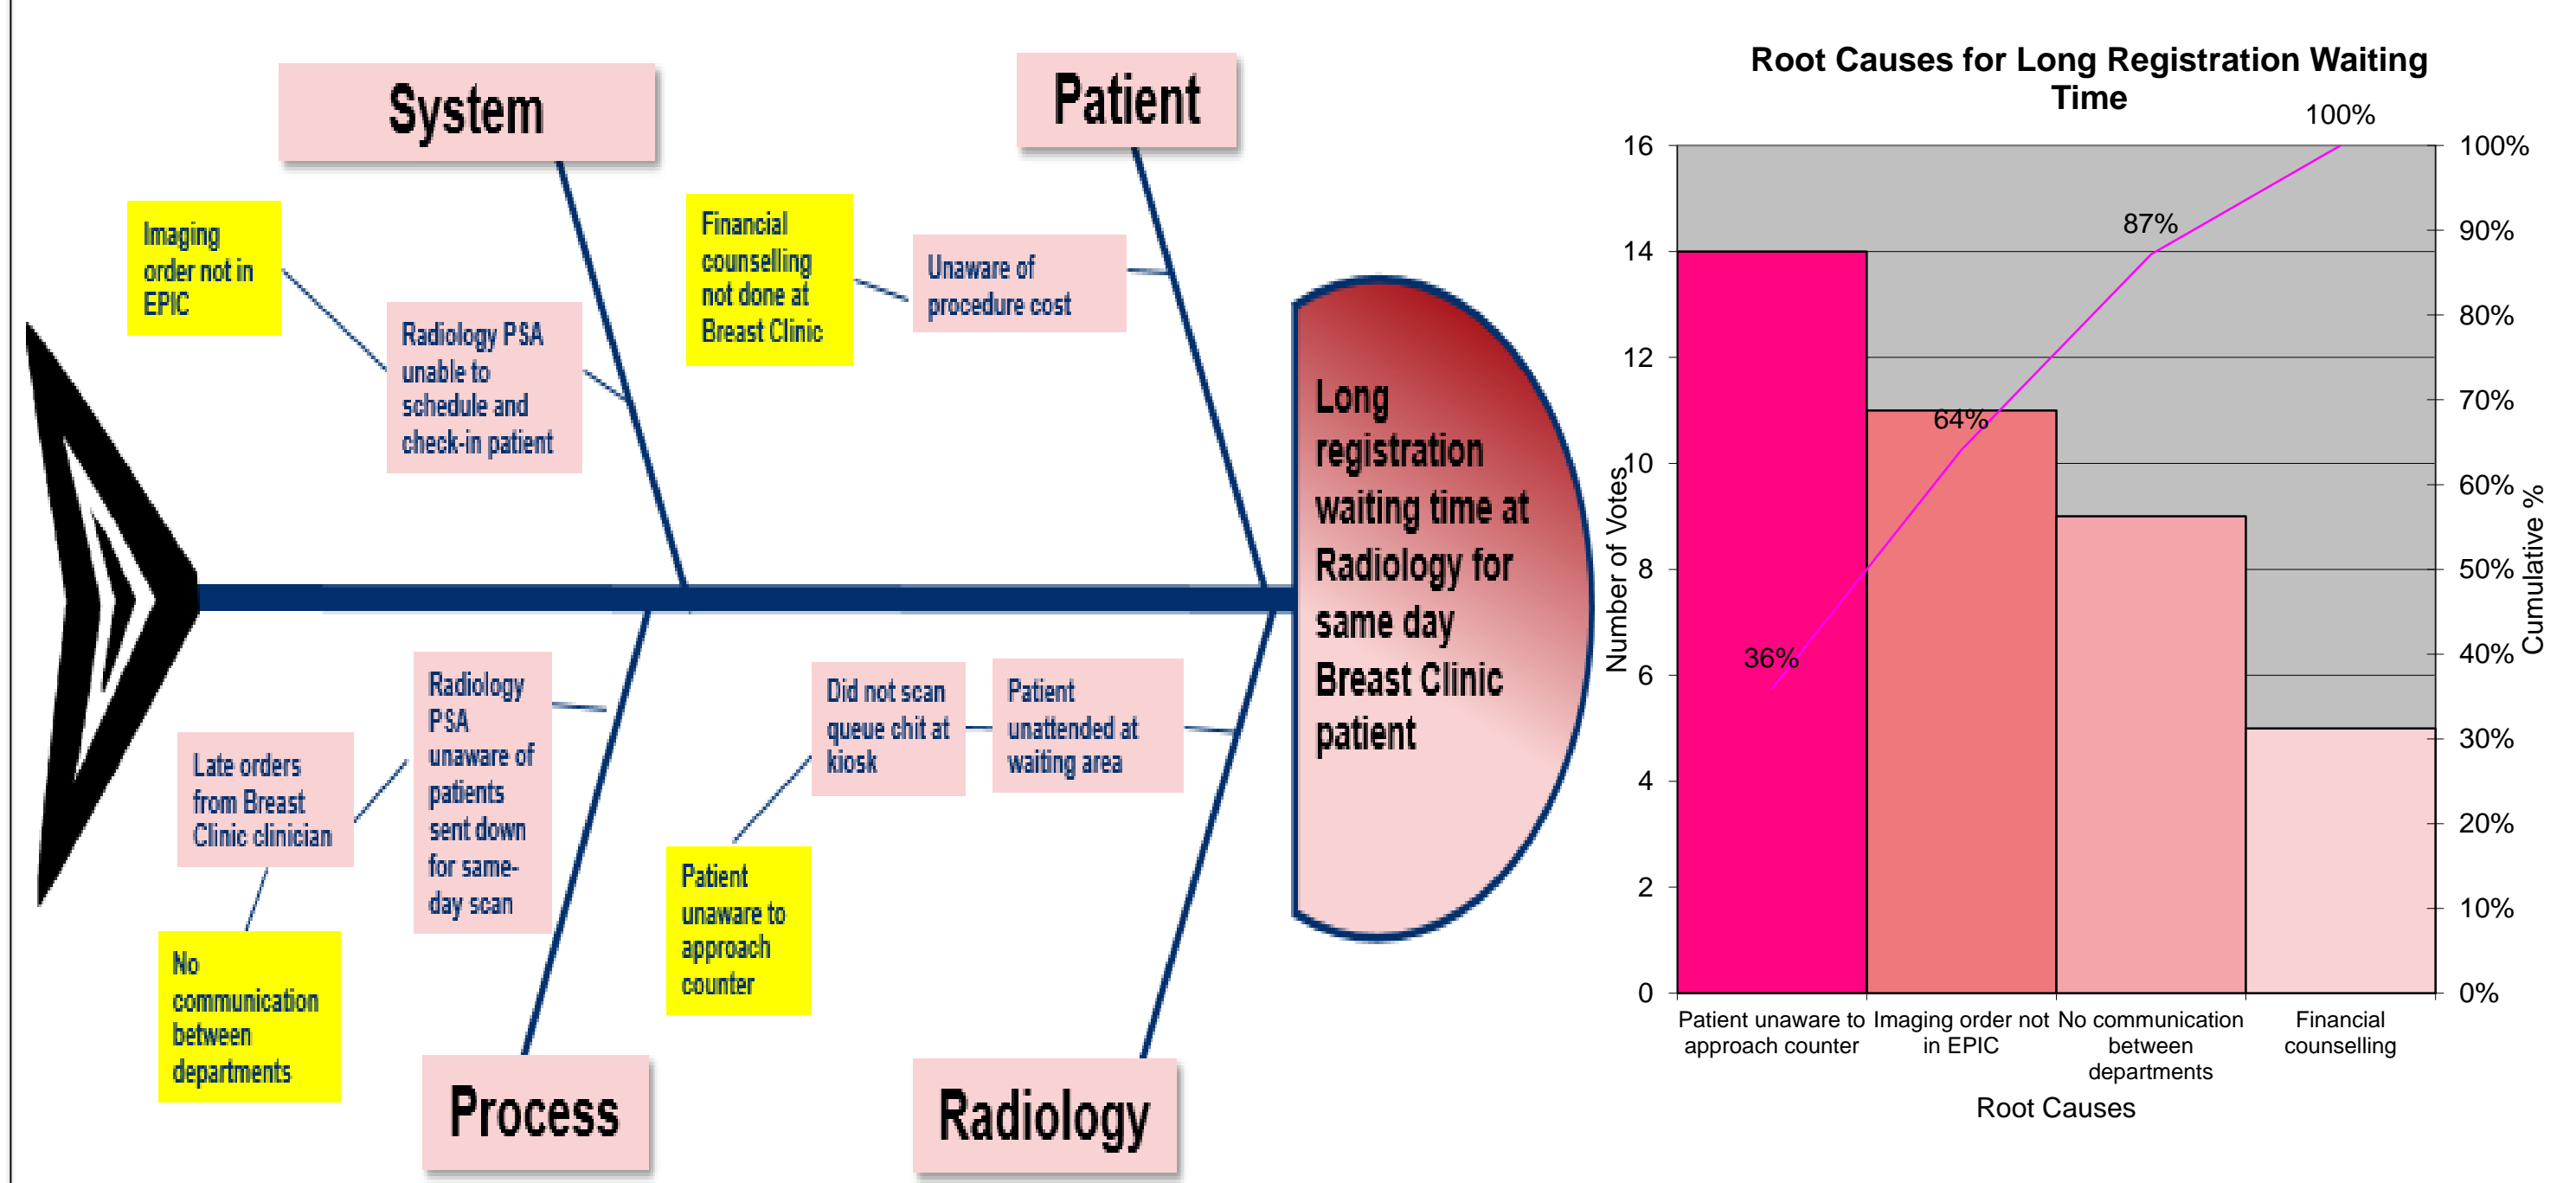 System
Patient
Imaging
order not in
EPIC
Radiology PSA
unable to
schedule and
check-in patient
Financial
counselling
not done at
Breast Clinic
Unaware of
procedure cost
Long
registration
waiting time at
Radiology for
same day
Breast Clinic
patient
Late orders
from Breast
Clinic clinician
No
communication
between
departments
Radiology
PSA
unaware of
patients
sent down
for same-
day scan
Patient
unaware to
approach
counter
Did not scan
queue chit at
kiosk
Patient
unattended at
waiting area
Process
Radiology
Root Causes for Long Registration Waiting
Time
100%
87%
64%
36%
16
14
12
10
8
6
4
2
0
Number of Votes
100%
90%
80%
70%
60%
50%
40%
30%
20%
10%
0%
Cumulative %
Patient unaware to
approach counter
Imaging order not
in EPIC
No communication
between
departments
Financial
counselling
Root Causes